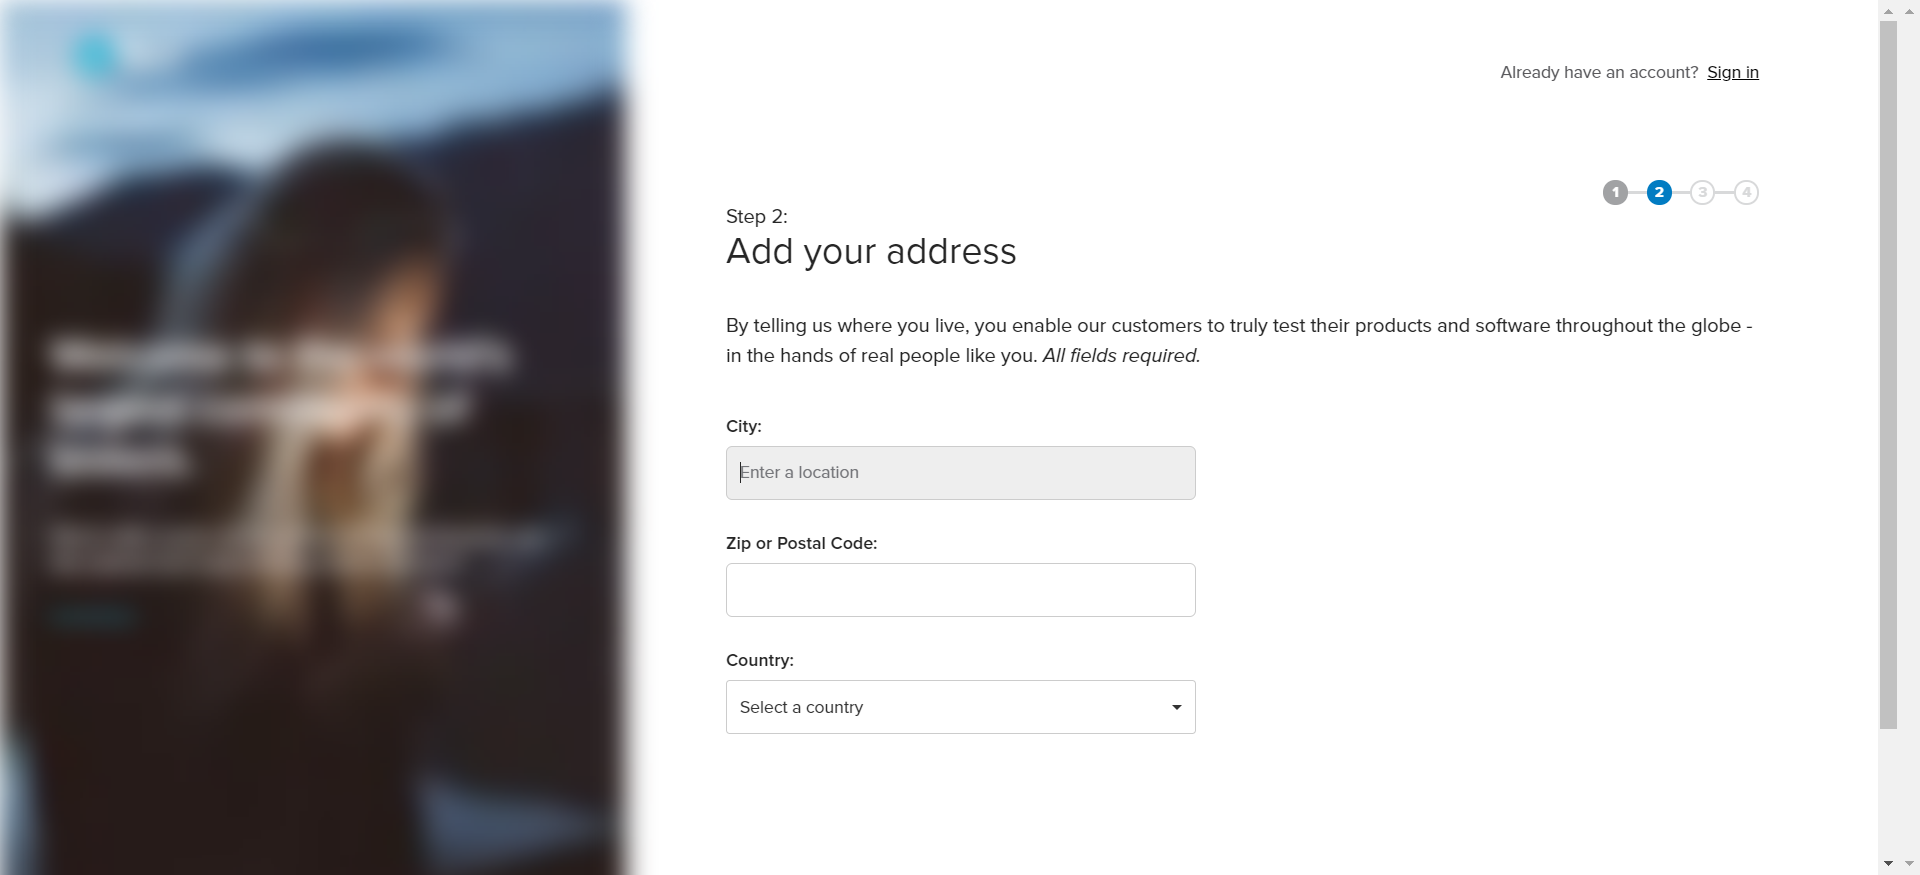 Already have an account? Sign in
1 2 3 4
Step 2:
Add your address
By telling us where you live, you enable our customers to truly test their products and software throughout the globe -
in the hands of real people like you. All fields required.
City:
Enter a location
Zip or Postal Code:
Country:
Select a country